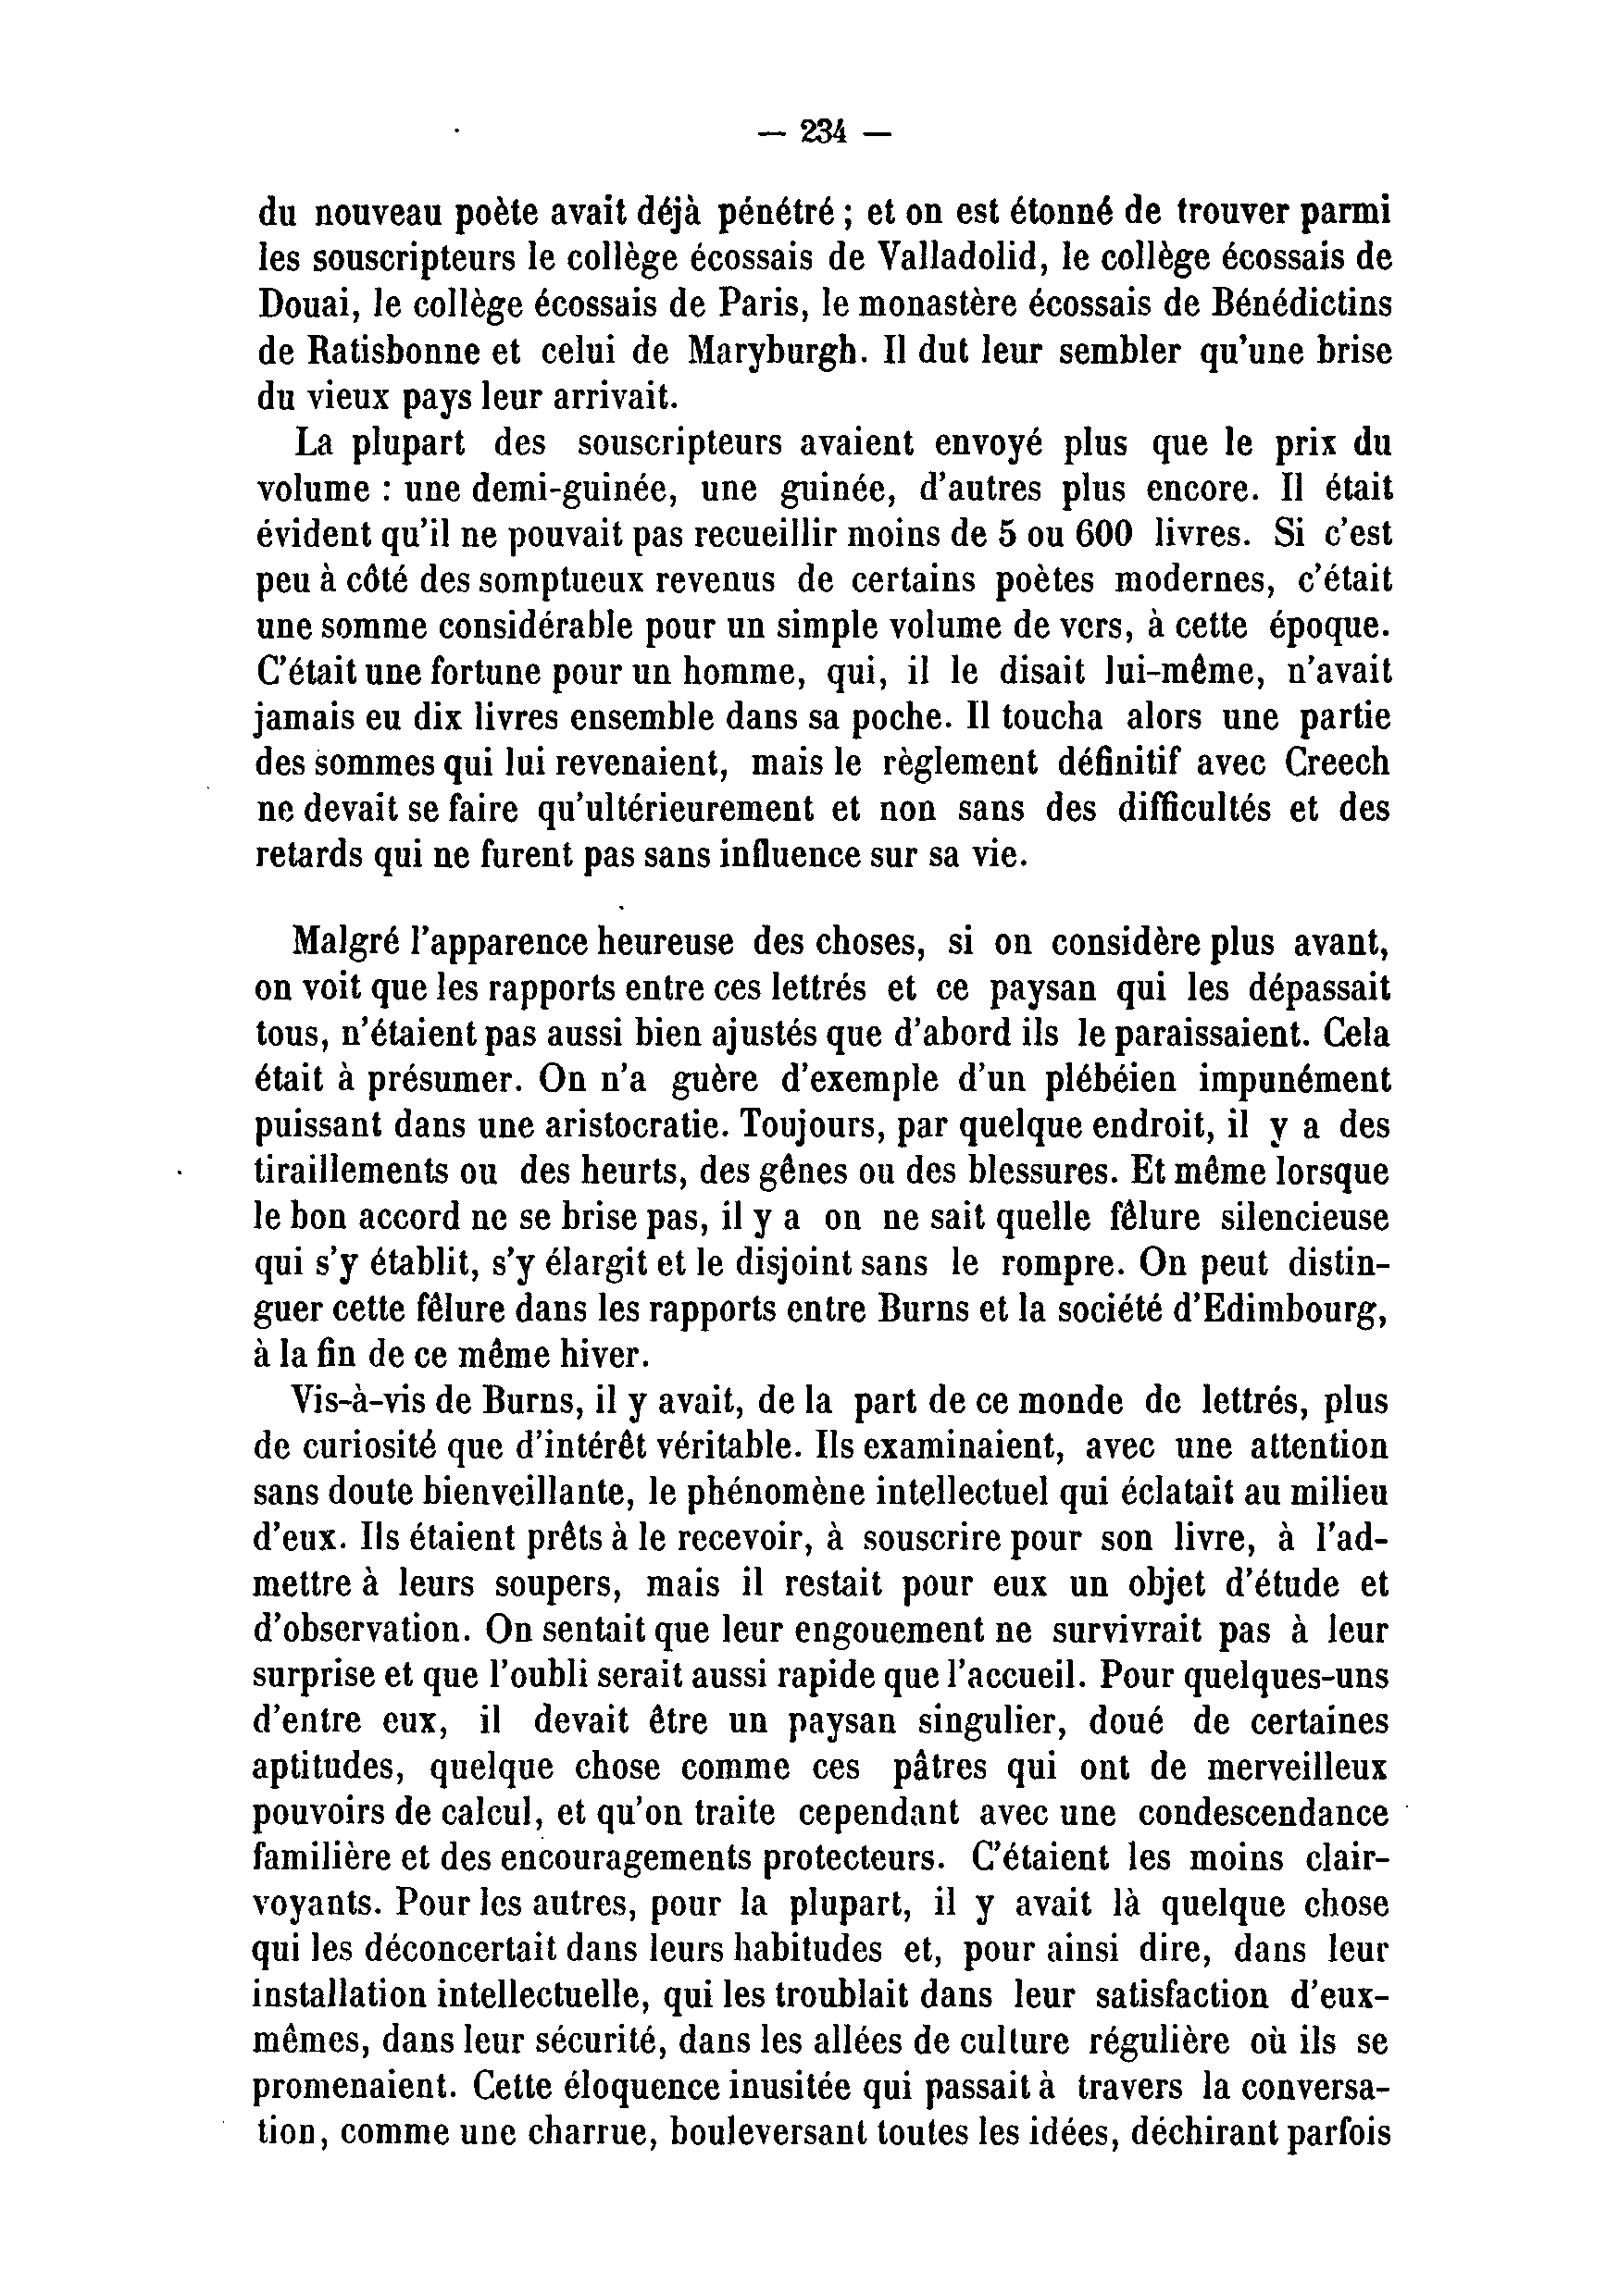 — 234 —
du nouveau poète avait déjà pénétré ; et on est étonné de trouver parmi
les souscripteurs le collège écossais de Valladolid, le collège écossais de
Douai, le collège écossais de Paris, le monastère écossais de Bénédictins
de Ratisbonne et celui de Maryburgh. Il dut leur sembler qu'une brise
du vieux pays leur arrivait.
La plupart des souscripteurs avaient envoyé plus que le prix du
volume : une demi-guinée, une guinée, d'autres plus encore. Il était
évident qu'il ne pouvait pas recueillir moins de 5 ou 600 livres. Si c'est
peu à côté des somptueux revenus de certains poètes modernes, c'était
une somme considérable pour un simple volume de vers, à cette époque.
C'était une fortune pour un homme, qui, il le disait lui-même, n'avait
jamais eu dix livres ensemble dans sa poche. Il toucha alors une partie
des sommes qui lui revenaient, mais le règlement définitif avec Creech
ne devait se faire qu'ultérieurement et non sans des difficultés et des
retards qui ne furent pas sans influence sur sa vie.
Malgré l'apparence heureuse des choses, si on considère plus avant,
on voit que les rapports entre ces lettrés et ce paysan qui les dépassait
tous, n'étaient pas aussi bien ajustés que d'abord ils le paraissaient. Cela
était à présumer. On n'a guère d'exemple d'un plébéien impunément
puissant dans une aristocratie. Toujours, par quelque endroit, il y a des
tiraillements ou des heurts, des gênes ou des blessures. Et même lorsque
le bon accord ne se brise pas, il y a on ne sait quelle fêlure silencieuse
qui s'y établit, s'y élargit et le disjoint sans le rompre. On peut distin-
guer cette fêlure dans les rapports entre Burns et la société d'Edimbourg,
à la fin de ce même hiver.
Vis-à-vis de Burns, il y avait, de la part de ce monde de lettrés, plus
de curiosité que d'intérêt véritable. Ils examinaient, avec une attention
sans doute bienveillante, le phénomène intellectuel qui éclatait au milieu
d'eux. Ils étaient prêts à le recevoir, à souscrire pour son livre, à l'ad-
mettre à leurs soupers, mais il restait pour eux un objet d'étude et
d'observation. On sentait que leur engouement ne survivrait pas à leur
surprise et que l'oubli serait aussi rapide que l'accueil. Pour quelques-uns
d'entre eux, il devait être un paysan singulier, doué de certaines
aptitudes, quelque chose comme ces pâtres qui ont de merveilleux
pouvoirs de calcul, et qu'on traite cependant avec une condescendance
familière et des encouragements protecteurs. C'étaient les moins clair-
voyants. Pour les autres, pour la plupart, il y avait là quelque chose
qui les déconcertait dans leurs habitudes et, pour ainsi dire, dans leur
installation intellectuelle, qui les troublait dans leur satisfaction d'eux-
mêmes, dans leur sécurité, dans les allées de culture régulière où ils se
promenaient. Cette éloquence inusitée qui passait à travers la conversa-
tion, comme une charrue, bouleversant toutes les idées, déchirant parfois